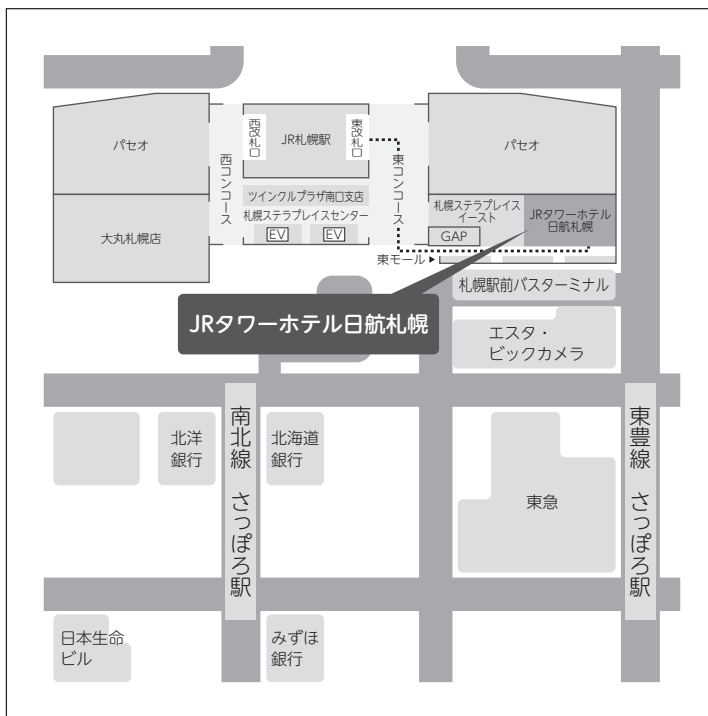 パセオ
西コンコース
西改札口
JR札幌駅
東改札口
東コンコース
パセオ
大丸札幌店
ツインクルプラザ南口支店
札幌ステラプレイスセンター
EV
EV
札幌ステラプレイス
イースト
GAP
JRタワーホテル
日航札幌
東モール▶
札幌駅前バスターミナル
JRタワーホテル日航札幌
エスタ・
ビックカメラ
北洋
銀行
南北線 さっぽろ駅
北海道
銀行
東急
東豊線 さっぽろ駅
日本生命
ビル
みずほ
銀行